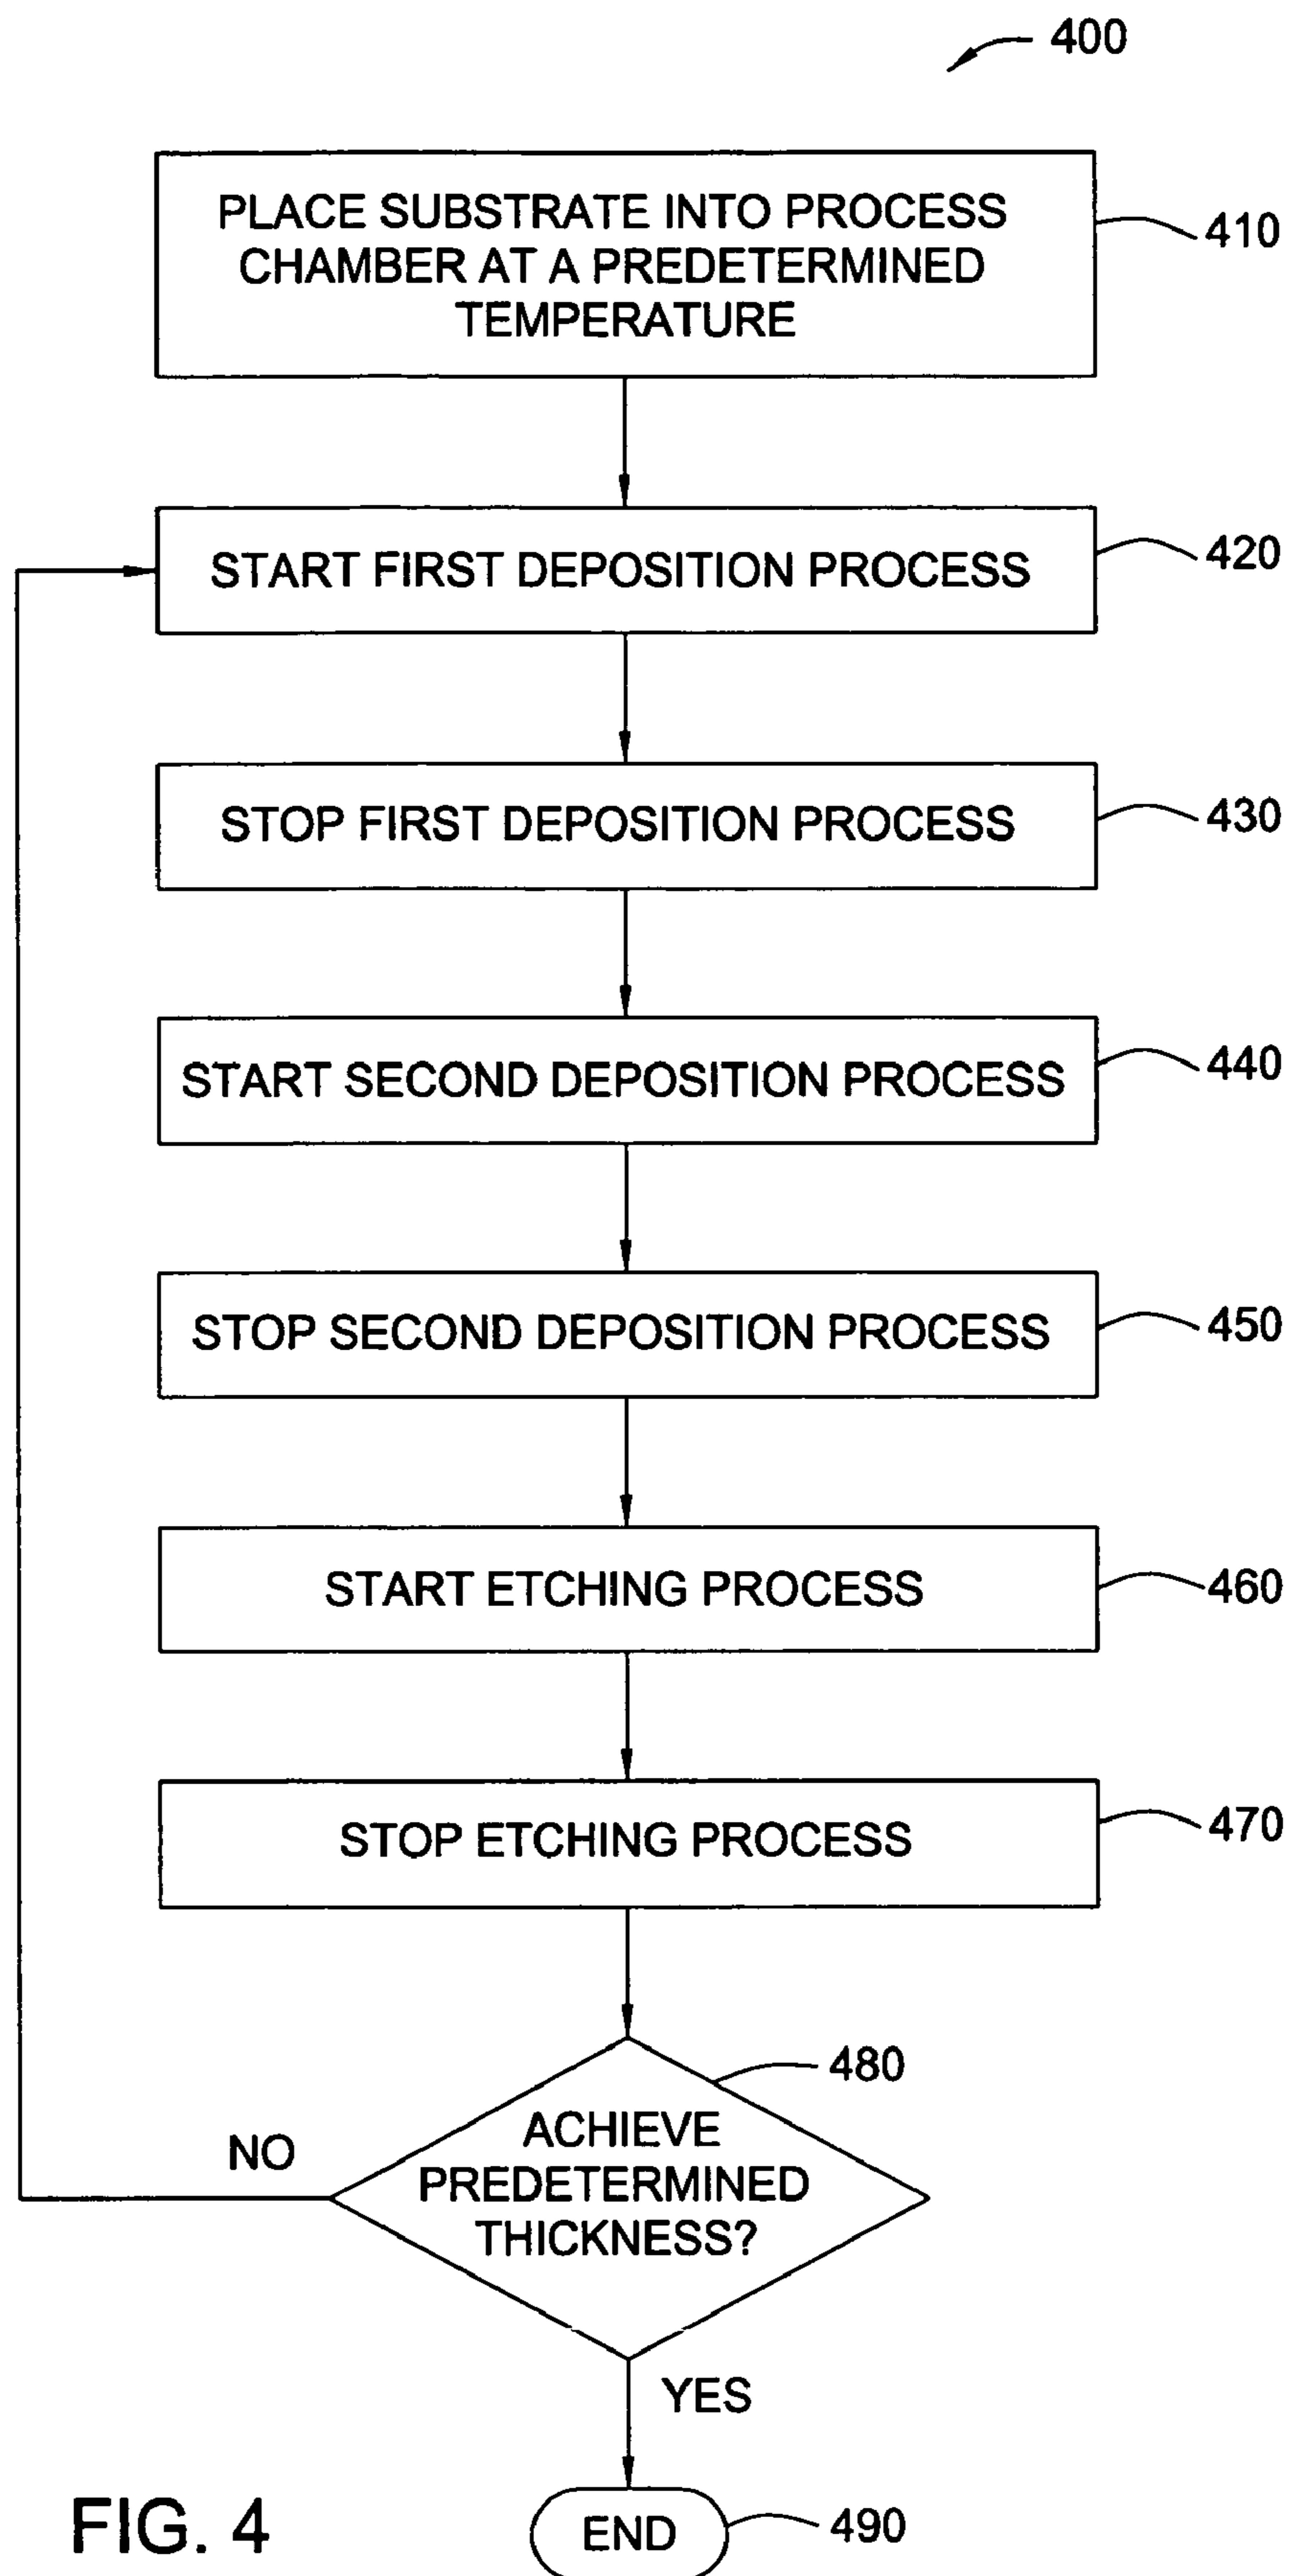 400
PLACE SUBSTRATE INTO PROCESS
CHAMBER AT A PREDETERMINED
TEMPERATURE
410
START FIRST DEPOSITION PROCESS
420
STOP FIRST DEPOSITION PROCESS
430
START SECOND DEPOSITION PROCESS
440
STOP SECOND DEPOSITION PROCESS
450
START ETCHING PROCESS
460
STOP ETCHING PROCESS
470
480
ACHIEVE
PREDETERMINED
THICKNESS?
NO
YES
END
490
FIG. 4